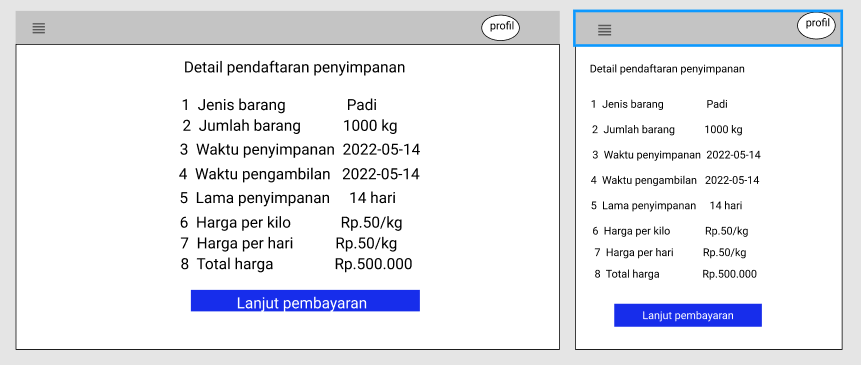 profil
Detail pendaftaran penyimpanan
1 Jenis barang Padi
2 Jumlah barang 1000 kg
3 Waktu penyimpanan 2022-05-14
4 Waktu pengambilan 2022-05-14
5 Lama penyimpanan 14 hari
6 Harga per kilo Rp.50/kg
7 Harga per hari Rp.50/kg
8 Total harga Rp.500.000
Lanjut pembayaran
profil
Detail pendaftaran penyimpanan
1 Jenis barang Padi
2 Jumlah barang 1000 kg
3 Waktu penyimpanan 2022-05-14
4 Waktu pengambilan 2022-05-14
5 Lama penyimpanan 14 hari
6 Harga per kilo Rp.50/kg
7 Harga per hari Rp.50/kg
8 Total harga Rp.500.000
Lanjut pembayaran